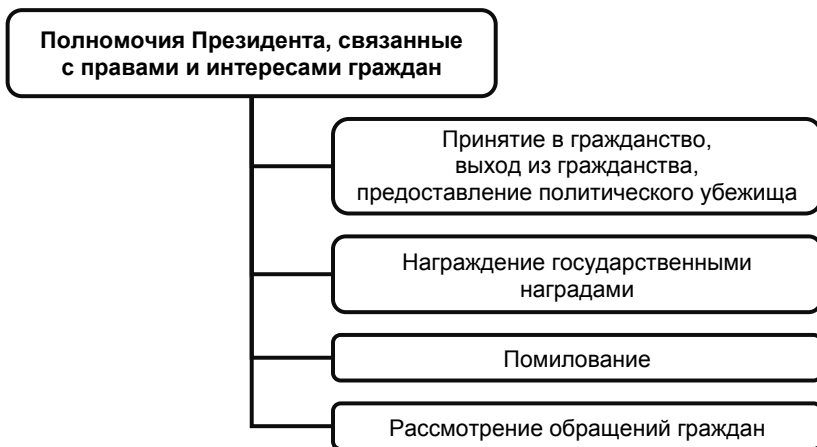 Полномочия Президента, связанные
с правами и интересами граждан
Принятие в гражданство,
выход из гражданства,
предоставление политического убежища
Награждение государственными
наградами
Помилование
Рассмотрение обращений граждан